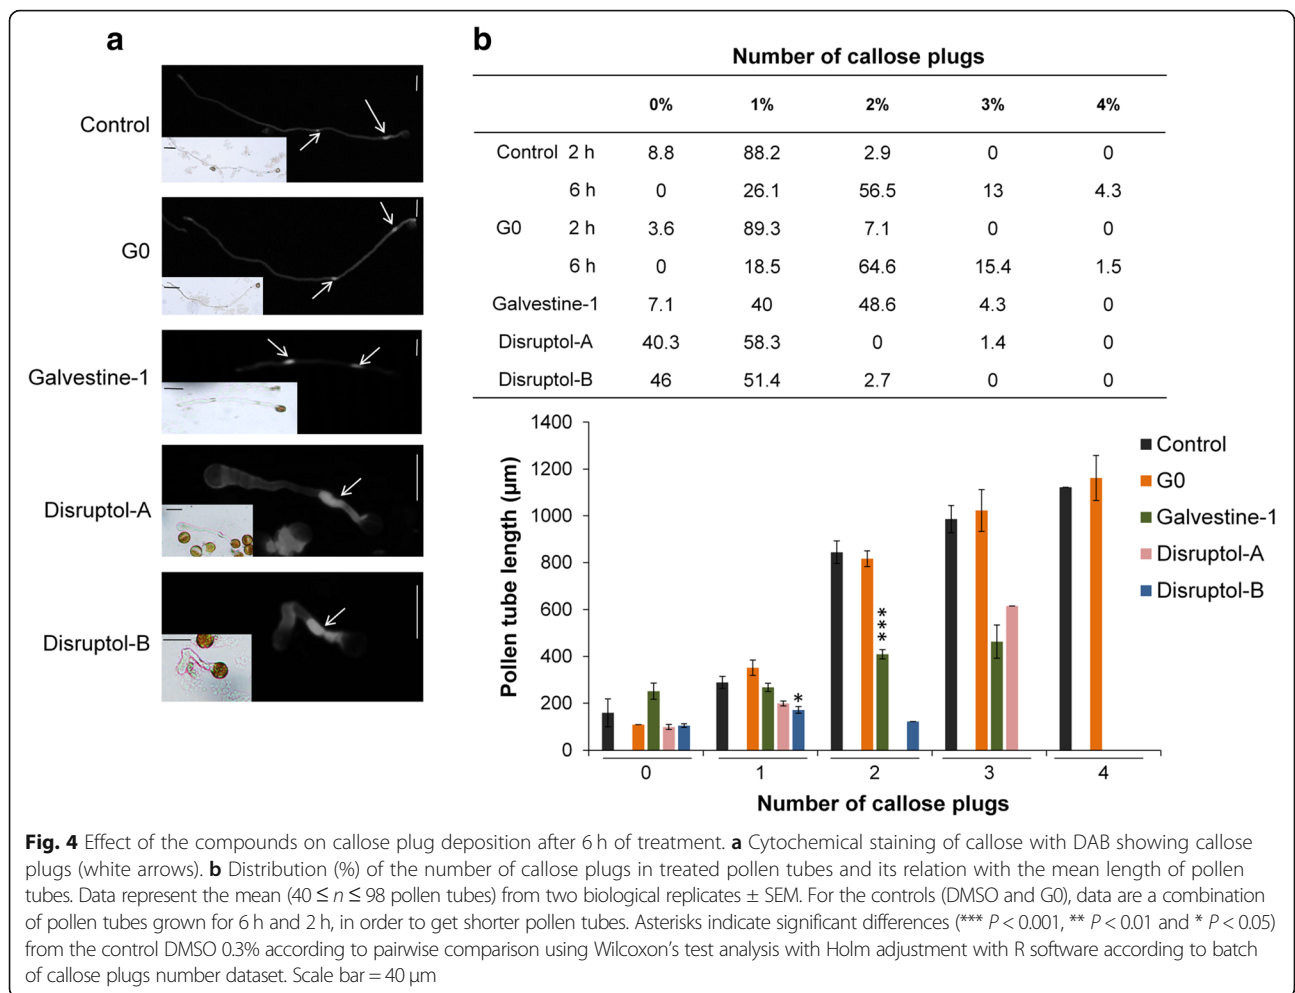 a
Control
G0
Galvestine-1
Disruptol-A
Disruptol-B
b
Number of callose plugs
0% 1% 2% 3% 4%
Control 2 h 8.8 88.2 2.9 0 0
6 h 0 26.1 56.5 13 4.3
G0 2 h 3.6 89.3 7.1 0 0
6 h 0 18.5 64.6 15.4 1.5
Galvestine-1 7.1 40 48.6 4.3 0
Disruptol-A 40.3 58.3 0 1.4 0
Disruptol-B 46 51.4 2.7 0 0
Pollen tube length (µm)
1400
1200
1000
800
600
400
200
0
***
*
Control
G0
Galvestine-1
Disruptol-A
Disruptol-B
0 1 2 3 4
Number of callose plugs
Fig. 4 Effect of the compounds on callose plug deposition after 6 h of treatment. a Cytochemical staining of callose with DAB showing callose
plugs (white arrows). b Distribution (%) of the number of callose plugs in treated pollen tubes and its relation with the mean length of pollen
tubes. Data represent the mean (40 ≤ n ≤ 98 pollen tubes) from two biological replicates ± SEM. For the controls (DMSO and G0), data are a combination
of pollen tubes grown for 6 h and 2 h, in order to get shorter pollen tubes. Asterisks indicate significant differences (*** P < 0.001, ** P < 0.01 and * P < 0.05)
from the control DMSO 0.3% according to pairwise comparison using Wilcoxon's test analysis with Holm adjustment with R software according to batch
of callose plugs number dataset. Scale bar = 40 µm